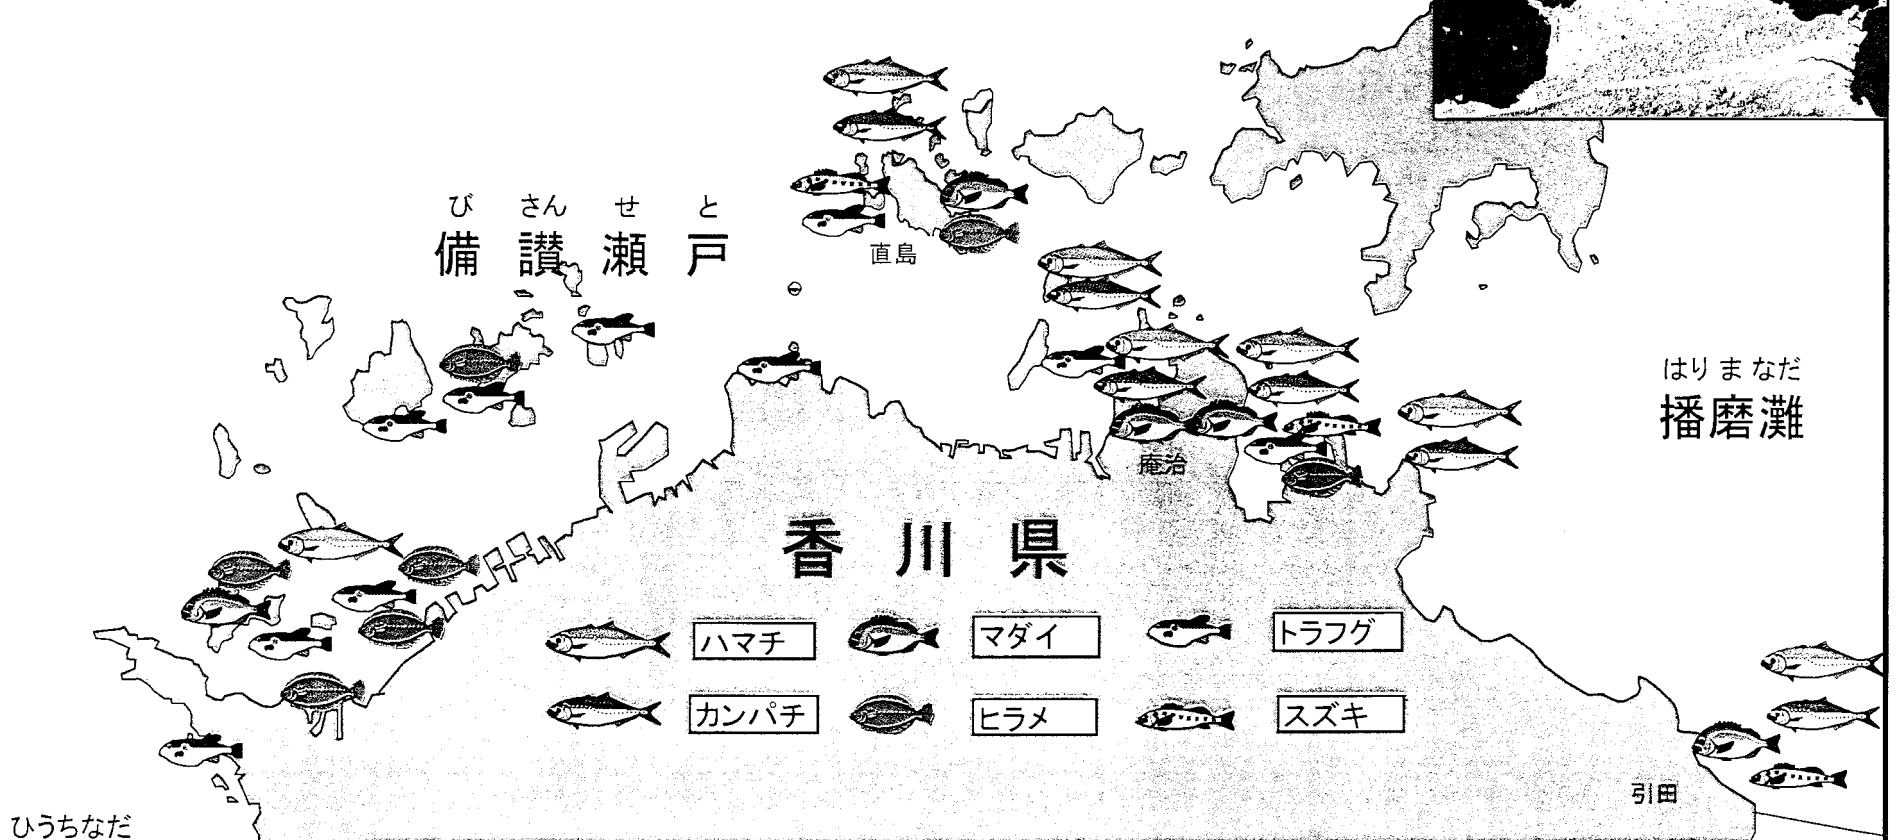 び さん せ と
備讃瀬戸
直島
はりまなだ
播磨灘
庵治
香川県
ハマチ
マダイ
トラフグ
カンパチ
ヒラメ
スズキ
引田
ひうちなだ